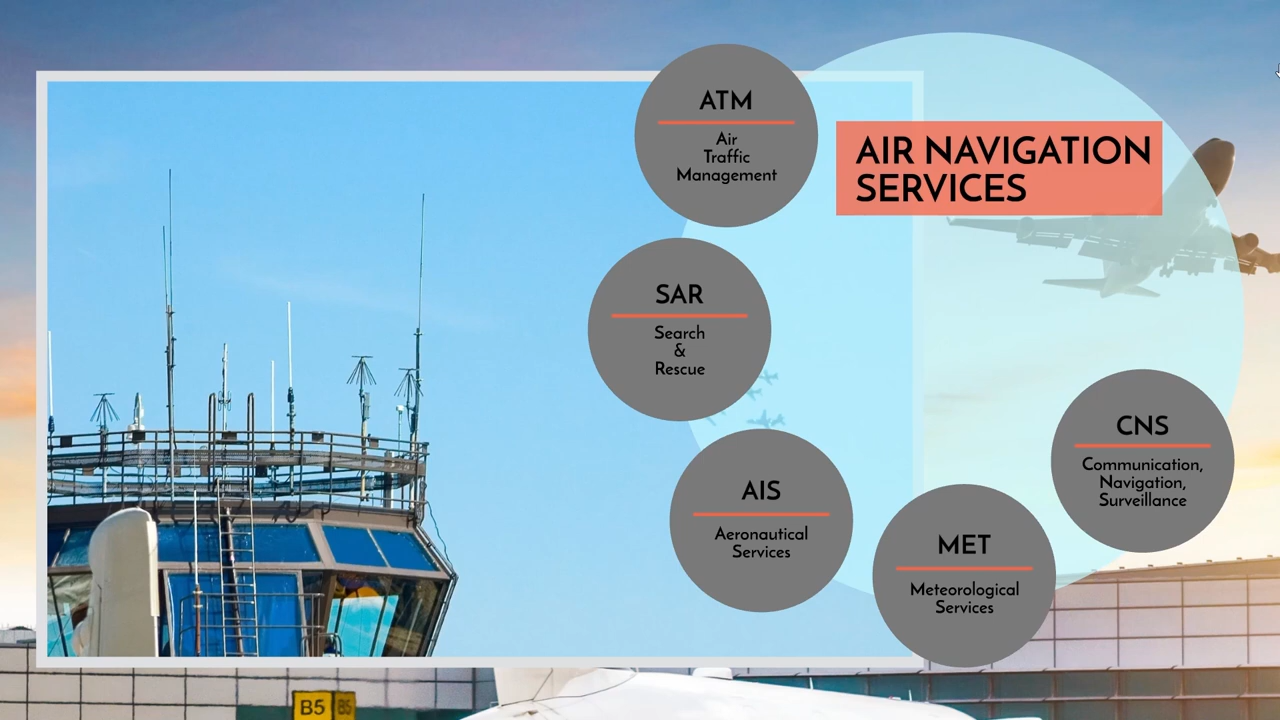 AIR NAVIGATION
SERVICES
ATM
Air
Traffic
Management
SAR
Search
&
Rescue
AIS
Aeronautical
Services
MET
Meteorological
Services
CNS
Communication,
Navigation,
Surveillance
B5 B5